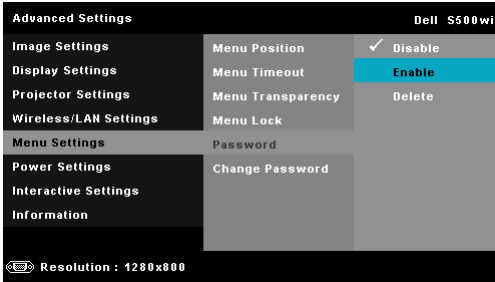 Advanced Settings Dell S500wi
Image Settings Menu Position Disable
Display Settings Menu Timeout Enable
Projector Settings Menu Transparency Delete
Wireless/LAN Settings Menu Lock
Menu Settings Password
Power Settings Change Password
Interactive Settings
Information
Resolution : 1280x800